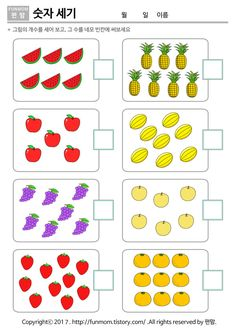 FUNMOM
펀맘
숫자 세기
월 일 이름
* 그림의 개수를 세어 보고, 그 수를 네모 빈칸에 써보세요
Copyrightⓒ 2017. http://funmom.tistory.com/ .All rights reserved by 펀맘.